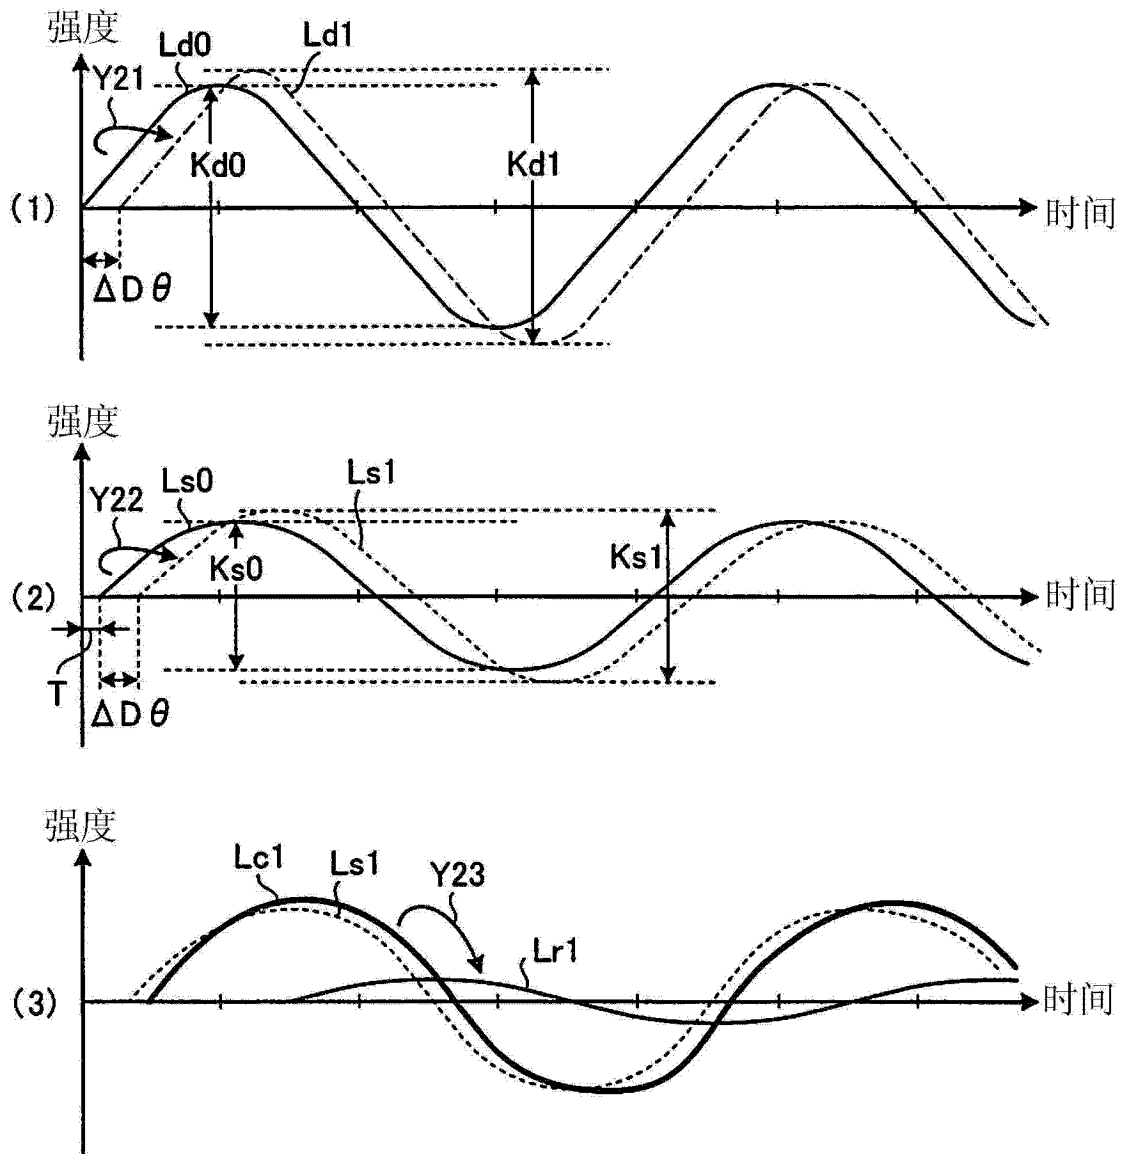 强度
Ld0
Ld1
Y21
Kd0
Kd1
(1)
时间
ΔDθ
强度
Ls0
Ls1
Y22
Ks0
Ks1
(2)
时间
T
ΔDθ
强度
Lc1
Ls1
Y23
Lr1
(3)
时间